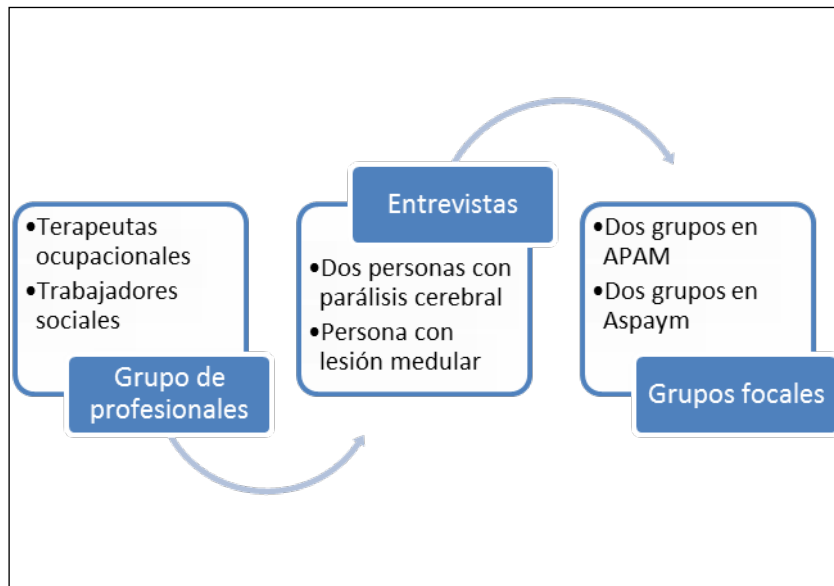 •Terapeutas
ocupacionales
•Trabajadores
sociales
Grupo de
profesionales
Entrevistas
•Dos personas con
parálisis cerebral
•Persona con
lesión medular
•Dos grupos en
APAM
•Dos grupos en
Aspaym
Grupos focales